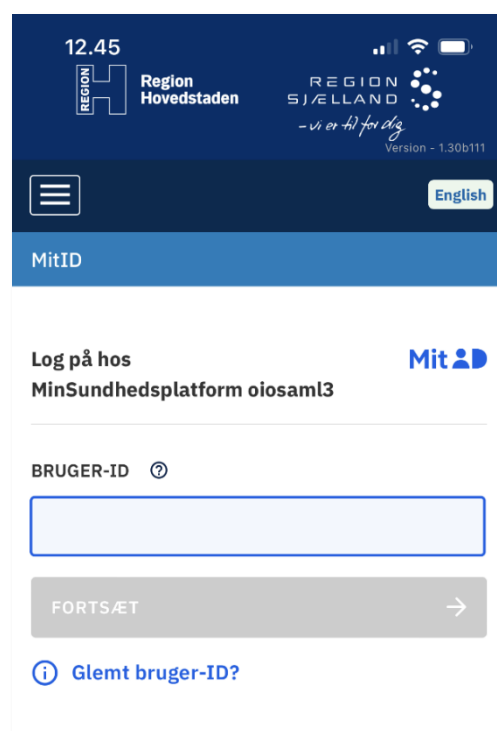 12.45
REGION
Region
Hovedstaden
REGION
SJÆLLAND
- vi er til for dig
Version - 1.30b111
English
MitID
Log på hos
MinSundhedsplatform oiosaml3
Mit
BRUGER-ID
FORTSÆT
Glemt bruger-ID?